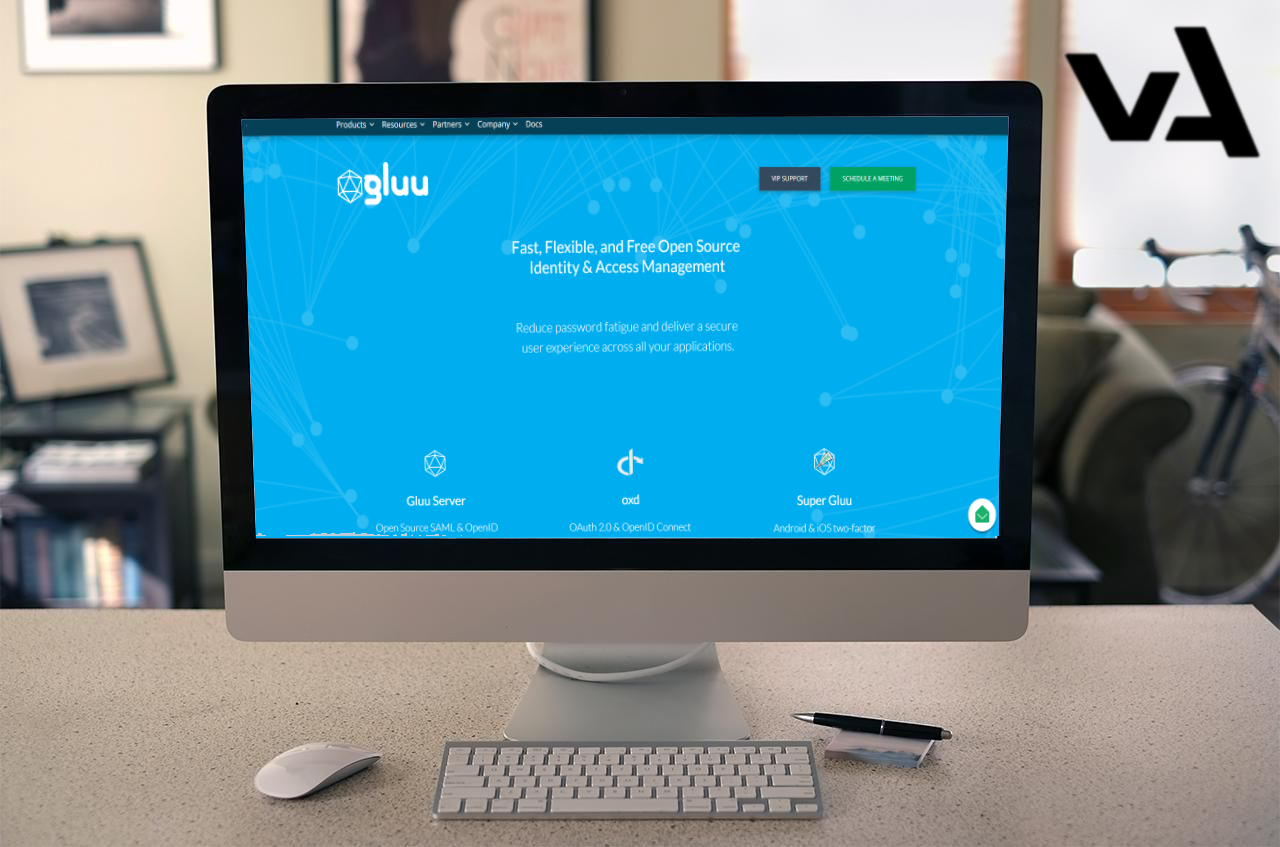 vA
Products Resources Partners Company Docs
gluu
VIP SUPPORT
SCHEDULE A MEETING
Fast, Flexible, and Free Open Source
Identity & Access Management
Reduce password fatigue and deliver a secure
user experience across all your applications.
Gluu Server
oxd
Super Gluu
Open Source SAML & OpenID
OAuth 2.0 & OpenID Connect
Android & iOS two-factor